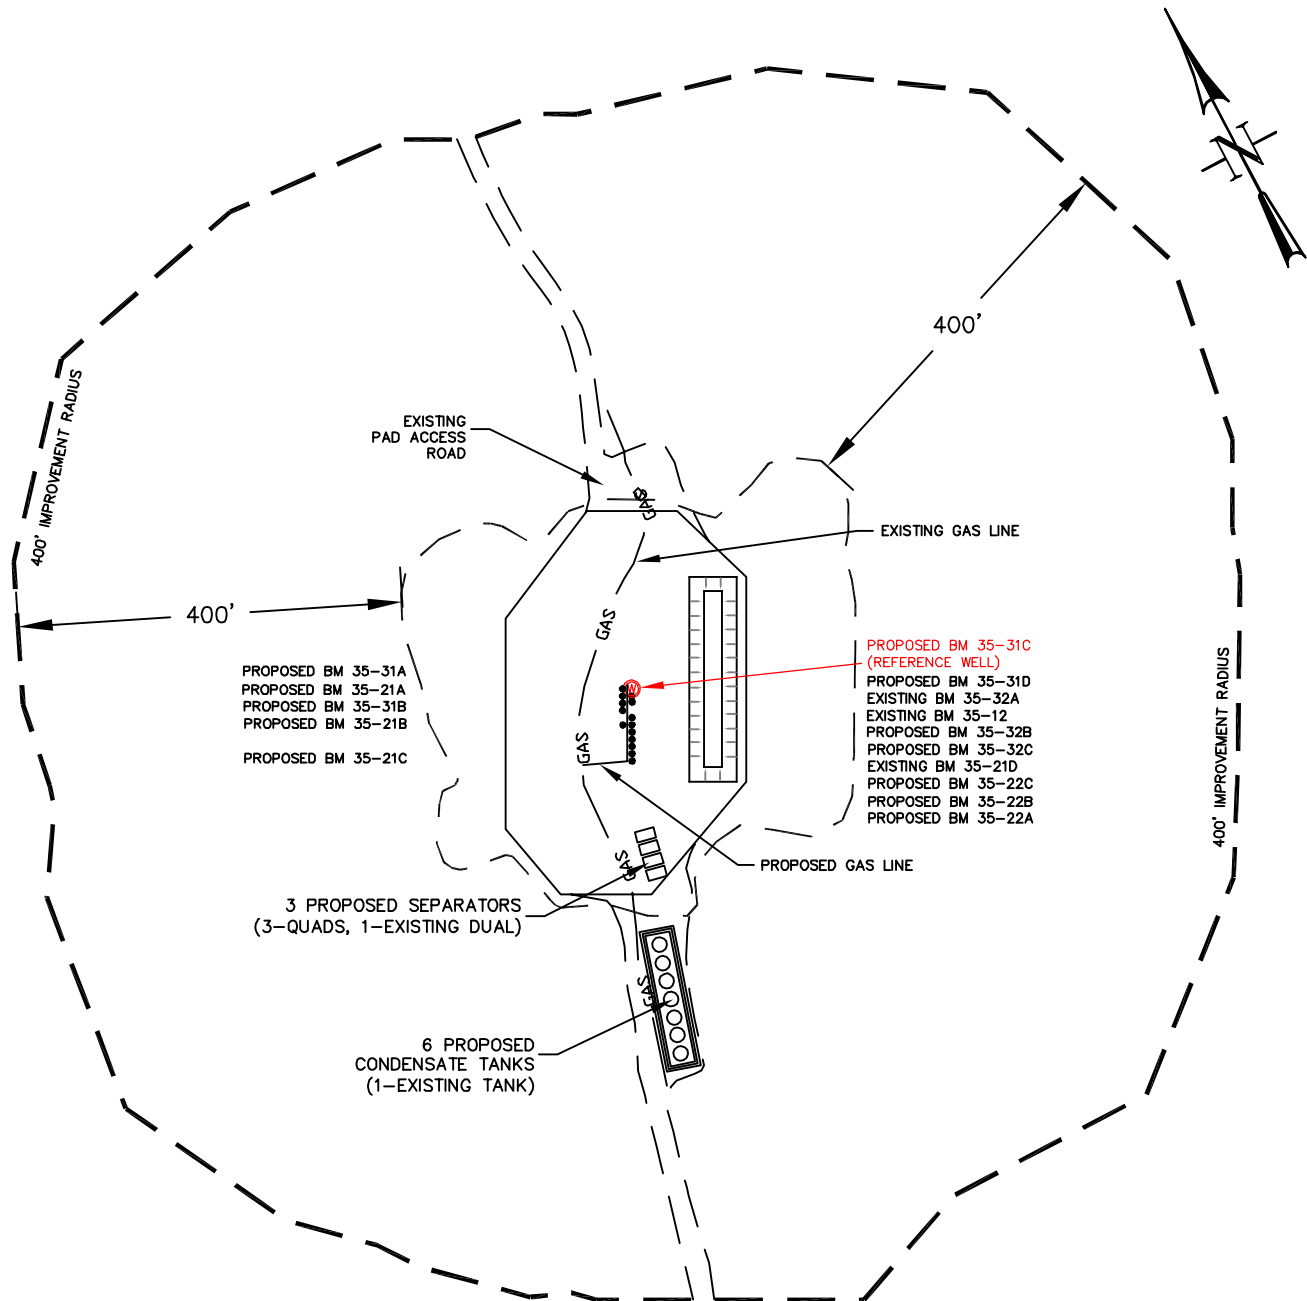 N
400'
EXISTING
PAD ACCESS
ROAD
400' IMPROVEMENT RADIUS
GAS
EXISTING GAS LINE
400'
GAS
PROPOSED BM 35-31A
PROPOSED BM 35-21A
PROPOSED BM 35-31B
PROPOSED BM 35-21B
PROPOSED BM 35-21C
W
PROPOSED BM 35-31C
(REFERENCE WELL)
PROPOSED BM 35-31D
EXISTING BM 35-32A
EXISTING BM 35-12
PROPOSED BM 35-32B
PROPOSED BM 35-32C
EXISTING BM 35-21D
PROPOSED BM 35-22C
PROPOSED BM 35-22B
PROPOSED BM 35-22A
400' IMPROVEMENT RADIUS
GAS
GAS
PROPOSED GAS LINE
3 PROPOSED SEPARATORS
(3-QUADS, 1-EXISTING DUAL)
GAS
6 PROPOSED
CONDENSATE TANKS
(1-EXISTING TANK)